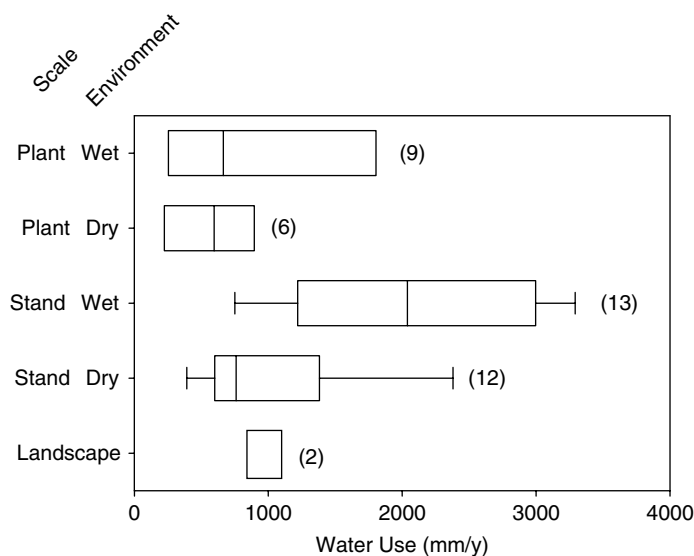 Scale Environment
Plant Wet (9)
Plant Dry (6)
Stand Wet (13)
Stand Dry (12)
Landscape (2)
0 1000 2000 3000 4000
Water Use (mm/y)